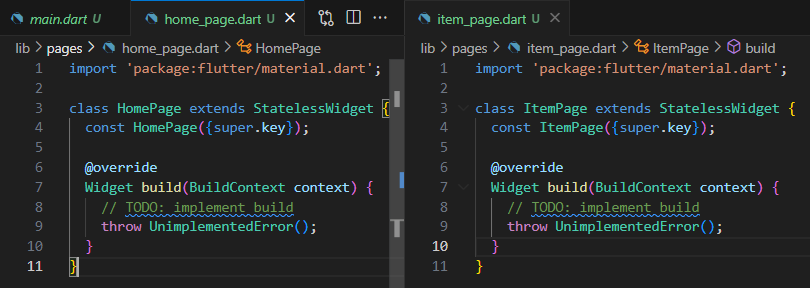 main.dart U
home_page.dart U
lib > pages > home_page.dart > HomePage
1 import 'package:flutter/material.dart';
2
3 class HomePage extends StatelessWidget {
4 const HomePage({super.key});
5
6 @override
7 Widget build(BuildContext context) {
8 // TODO: implement build
9 throw UnimplementedError();
10 }
11 }
item_page.dart U
lib > pages > item_page.dart > ItemPage > build
1 import 'package:flutter/material.dart';
2
3 class ItemPage extends StatelessWidget {
4 const ItemPage({super.key});
5
6 @override
7 Widget build(BuildContext context) {
8 // TODO: implement build
9 throw UnimplementedError();
10 }
11 }